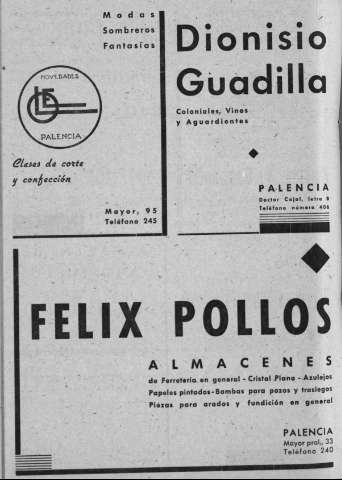 Modas
Sombreros
Fantasías
NOVEDADES
PALENCIA
Clases de corte
y confección
Mayor, 95
Teléfono 245
Dionisio
Guadilla
Coloniales, Vinos
y Aguardientes
PALENCIA
Doctor Cajal, letra B
Teléfono número 406
FELIX POLLOS
ALMACENES
de Ferretería en general - Cristal Plana - Azulejos
Papeles pintados - Bombas para pozos y trasiegos
Piezas para arados y fundición en general
PALENCIA
Mayor pral., 33
Teléfono 240